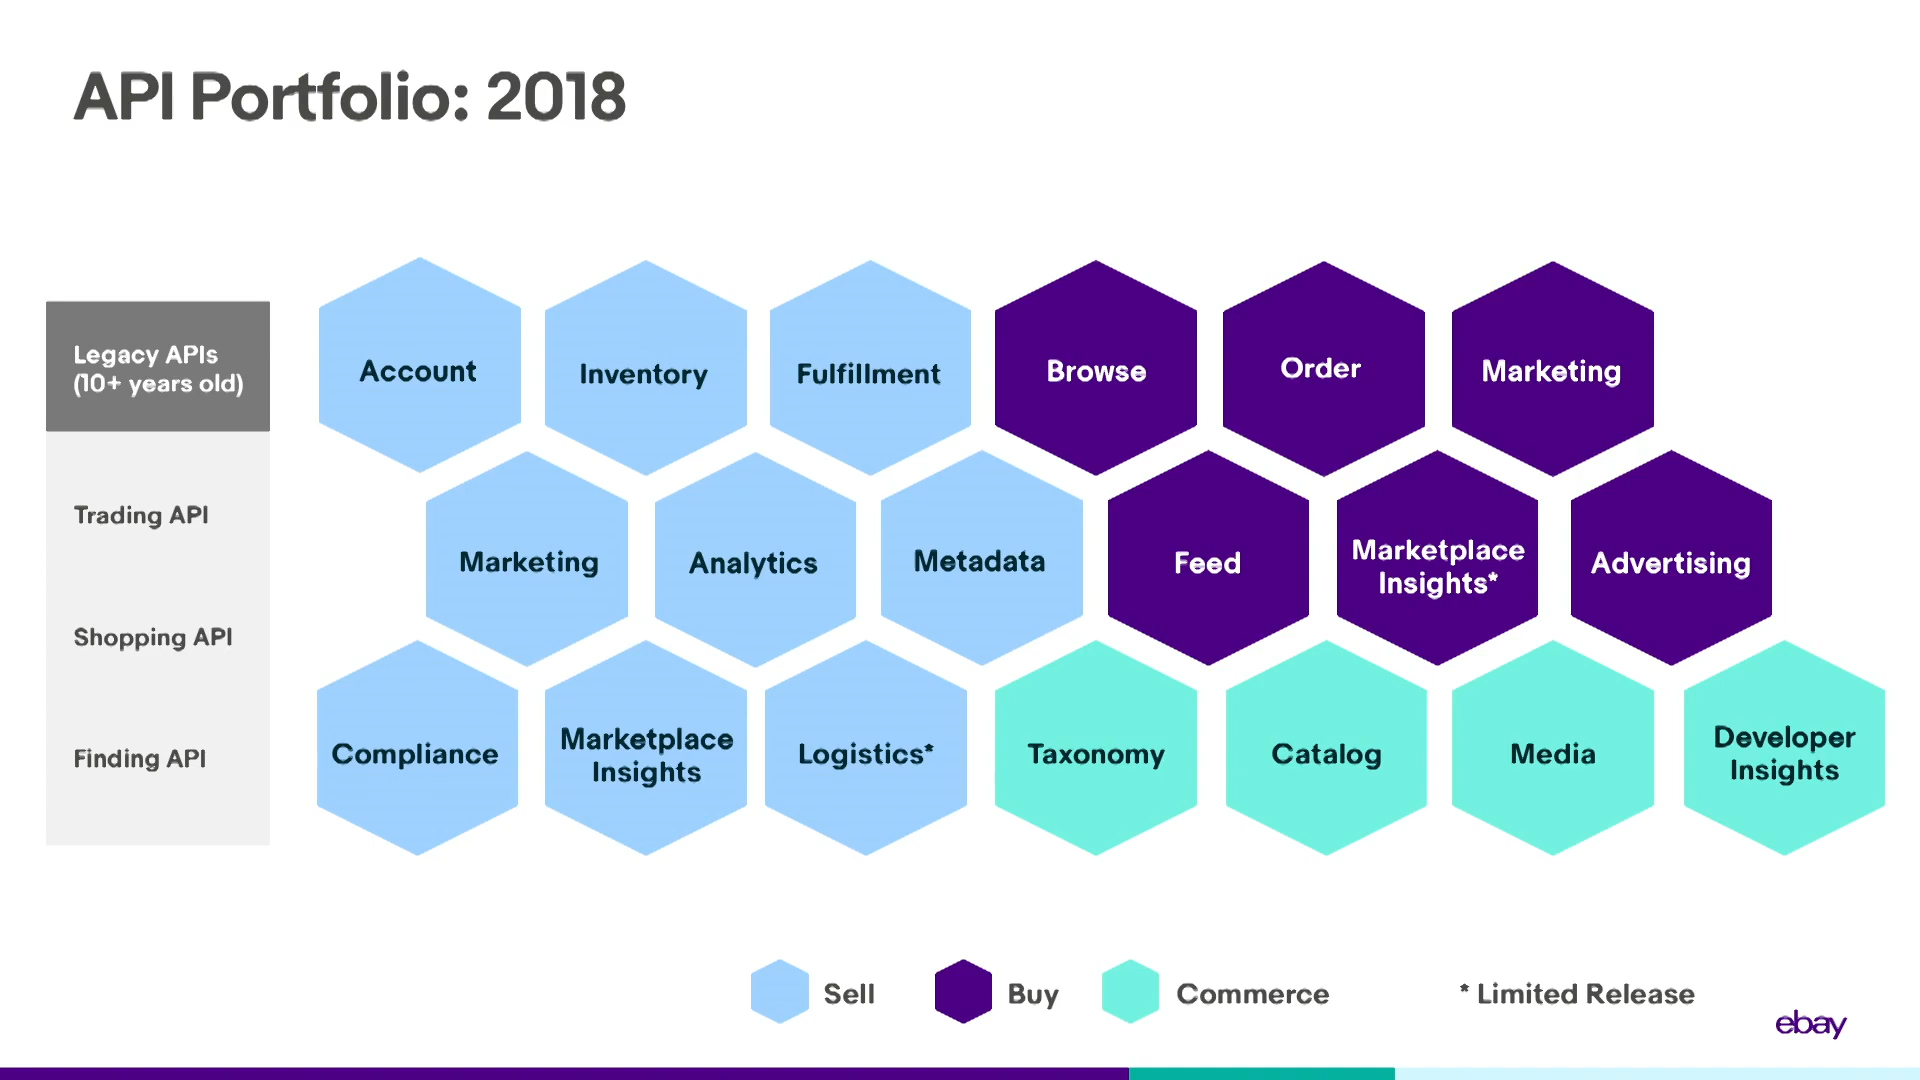 API Portfolio: 2018
Legacy APIs
(10+ years old)
Trading API
Shopping API
Finding API
Account
Inventory
Fulfillment
Browse
Order
Marketing
Marketing
Analytics
Metadata
Feed
Marketplace
Insights*
Advertising
Compliance
Marketplace
Insights
Logistics*
Taxonomy
Catalog
Media
Developer
Insights
Sell
Buy
Commerce
* Limited Release
ebay